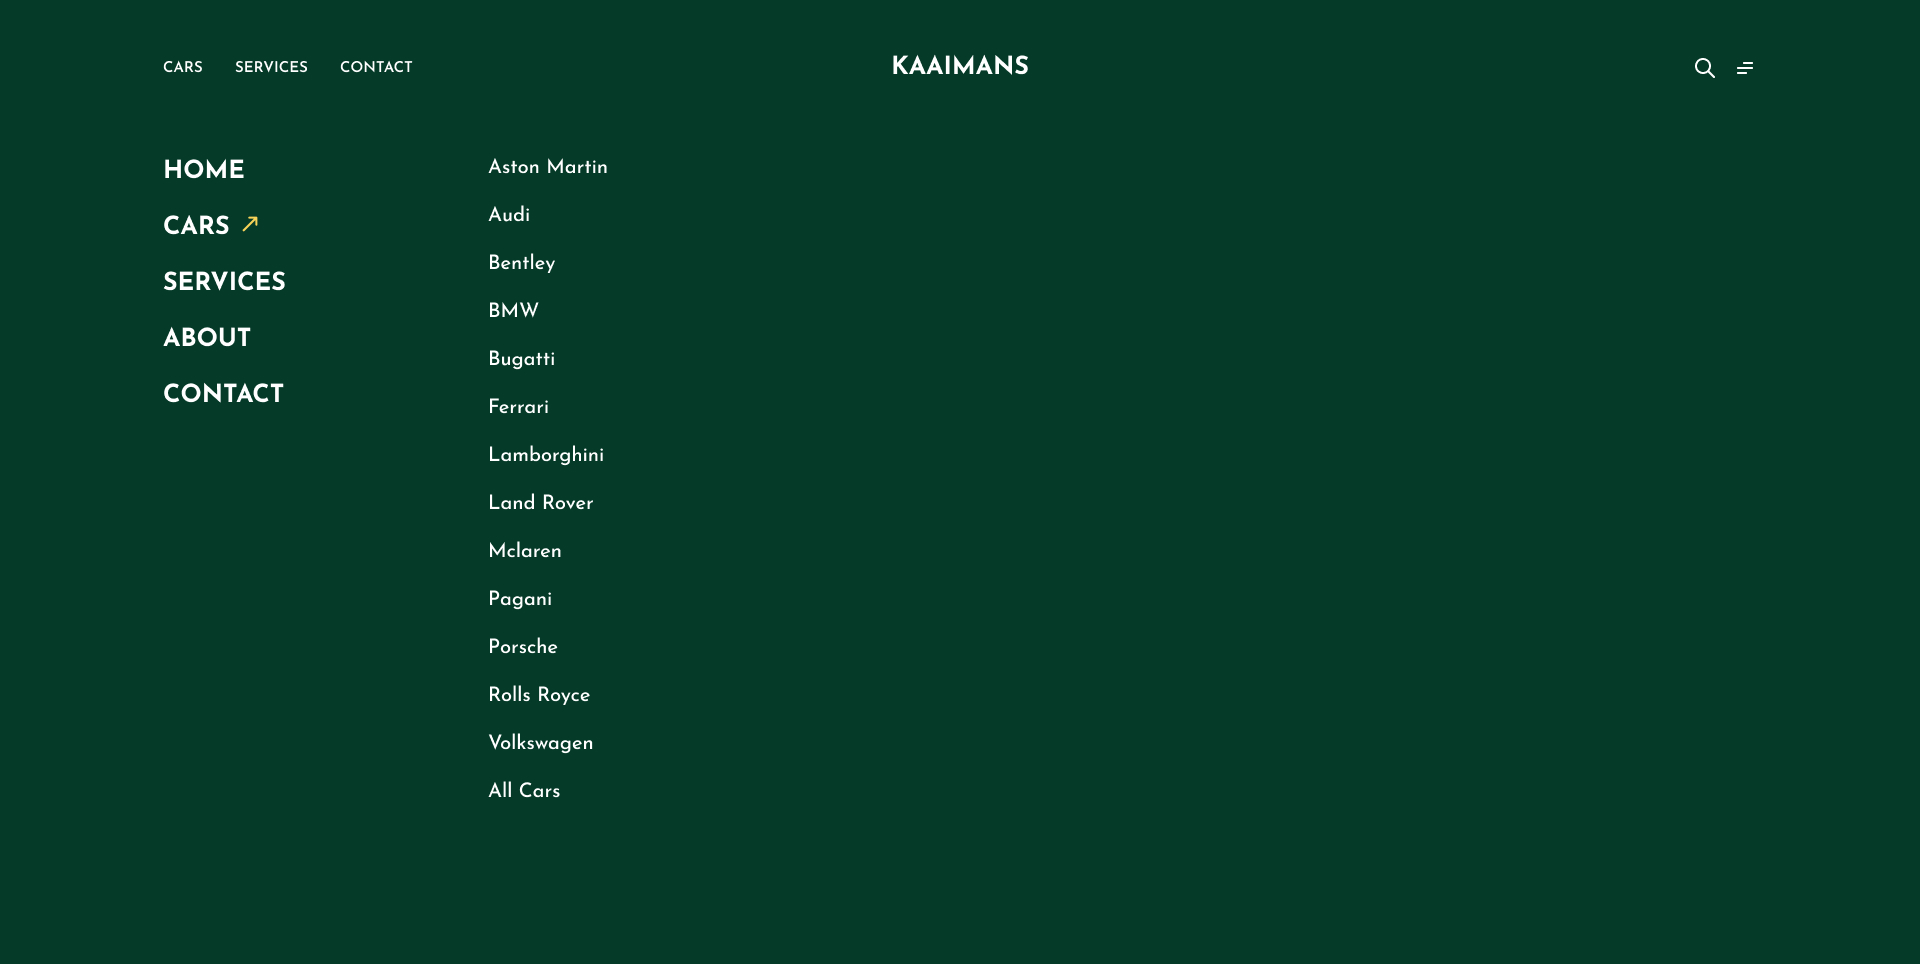 CARS SERVICES CONTACT KAAIMANS
HOME
CARS
SERVICES
ABOUT
CONTACT
Aston Martin
Audi
Bentley
BMW
Bugatti
Ferrari
Lamborghini
Land Rover
Mclaren
Pagani
Porsche
Rolls Royce
Volkswagen
All Cars